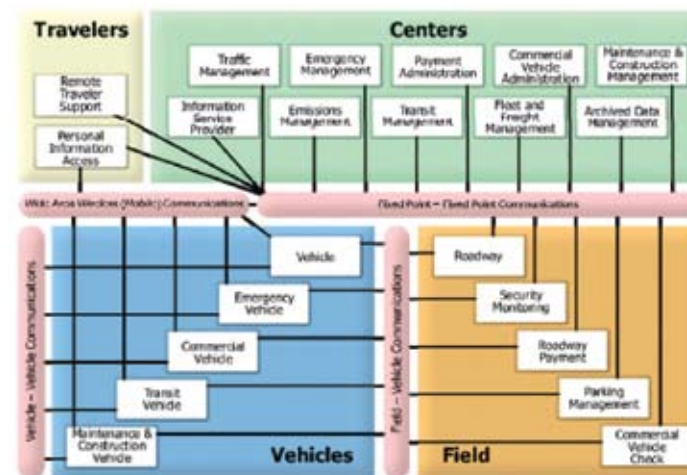 Travelers
Centers
Remote
Traveler
Support
Personal
Information
Access
Traffic
Management
Emergency
Management
Payment
Administration
Commercial
Vehicle
Administration
Maintenance &
Construction
Management
Information
Service
Provider
Emissions
Management
Transit
Management
Fleet and
Freight
Management
Archived Data
Management
Wide Area Wireless (Mobile) Communications
Fixed Point – Fixed Point Communications
Vehicle – Vehicle Communications
Vehicle
Emergency
Vehicle
Commercial
Vehicle
Transit
Vehicle
Maintenance &
Construction
Vehicle
Vehicles
Field – Vehicle Communications
Roadway
Security
Monitoring
Roadway
Payment
Parking
Management
Commercial
Vehicle
Check
Field